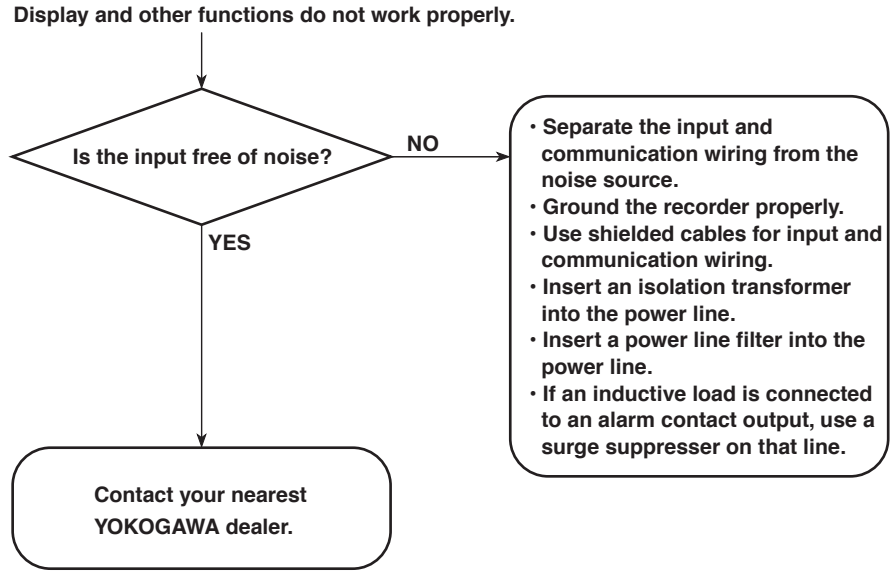 Display and other functions do not work properly.
Is the input free of noise?
NO
YES
· Separate the input and
communication wiring from the
noise source.
· Ground the recorder properly.
· Use shielded cables for input and
communication wiring.
· Insert an isolation transformer
into the power line.
· Insert a power line filter into the
power line.
· If an inductive load is connected
to an alarm contact output, use a
surge suppresser on that line.
Contact your nearest
YOKOGAWA dealer.